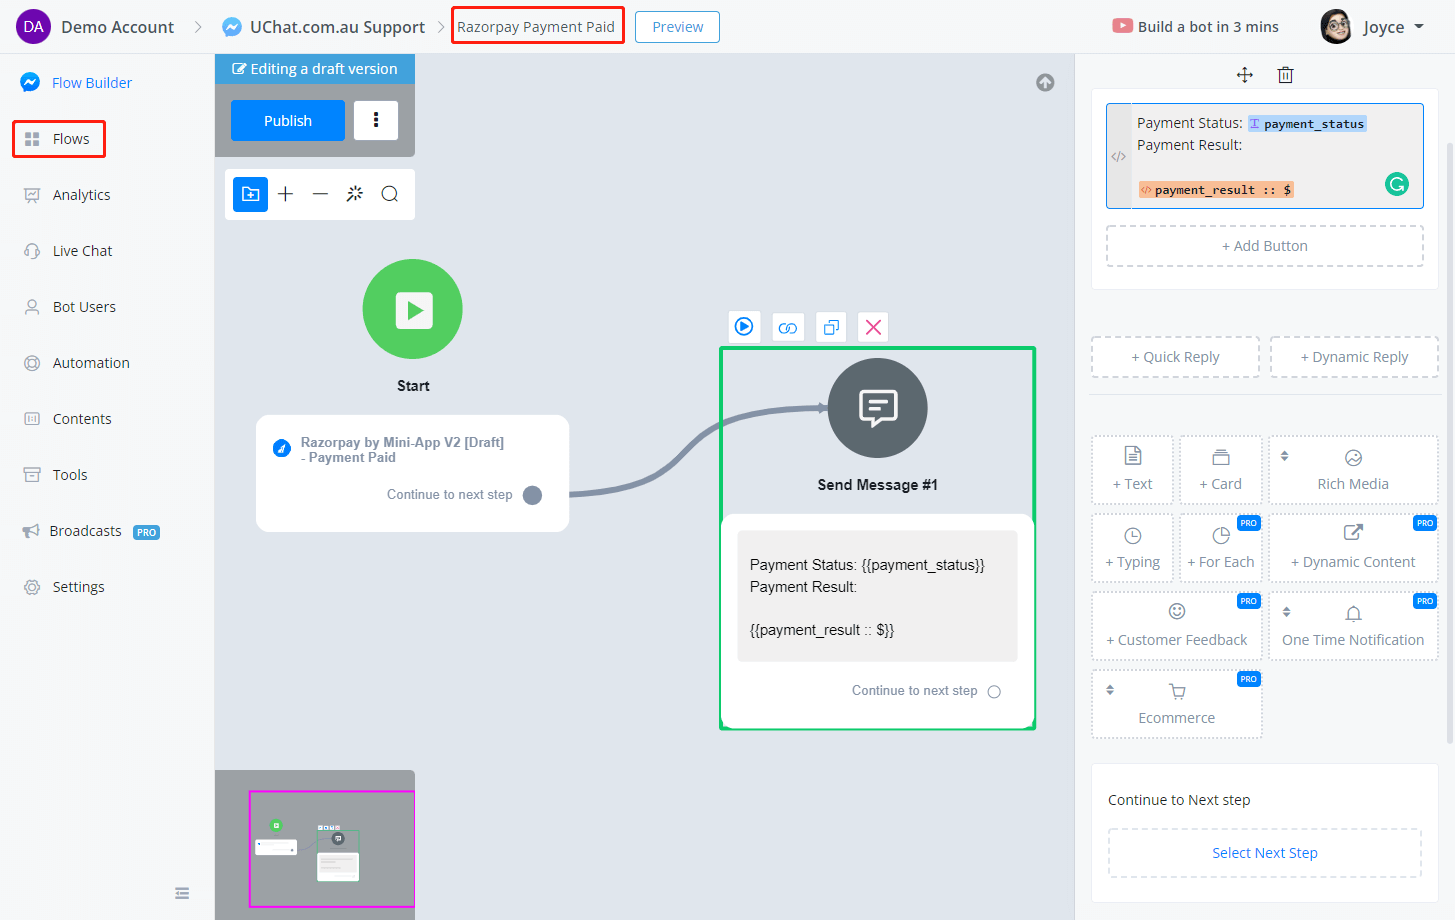 DA Demo Account UChat.com.au Support Razorpay Payment Paid Preview Build a bot in 3 mins Joyce
Flow Builder
Flows
Analytics
Live Chat
Bot Users
Automation
Contents
Tools
Broadcasts PRO
Settings
Editing a draft version
Publish
Start
Razorpay by Mini-App V2 [Draft]
- Payment Paid
Continue to next step
Send Message #1
Payment Status: {{payment_status}}
Payment Result:
{{payment_result :: $}}
Continue to next step
Payment Status: payment_status
Payment Result:
payment_result :: $
+ Add Button
+ Quick Reply
+ Dynamic Reply
+ Text
+ Card
Rich Media
+ Typing
PRO
+ For Each
PRO
+ Dynamic Content
PRO
+ Customer Feedback
PRO
One Time Notification
PRO
Ecommerce
Continue to Next step
Select Next Step